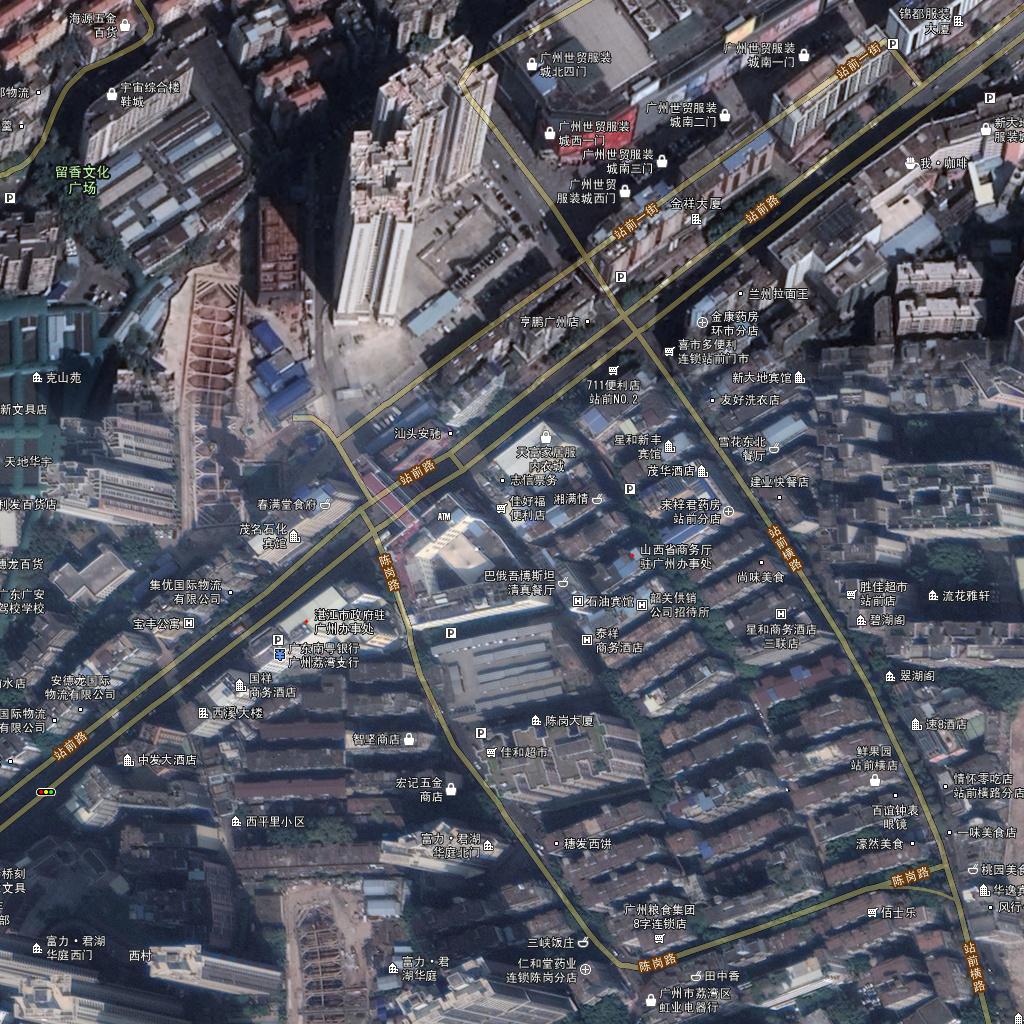 海源五金
百货
宇宙综合楼
鞋城
留香文化
广场
广州世贸服装
城北四门
广州世贸服装
城南一门
锦都服装
大厦
站前一街
广州世贸服装
城西一门
广州世贸服装
城南二门
广州世贸服装
城南三门
广州世贸
服装城西门
我·咖啡
金祥大厦
站前一街
站前路
兰州拉面王
亨鹏广州店
金康药房
环市分店
喜市多便利
连锁站前门市
711便利店
站前NO.2
新大地宾馆
友好洗衣店
克山苑
新文具店
天地华宇
利发百货店
汕头安驰
站前路
天富家居服
内衣城
志信票务
星和新丰
宾馆
茂华酒店
雪花东北
餐厅
建业快餐店
春满堂食府
茂名石化
宾馆
ATM
佳好福
便利店
湘满情
来梓君药房
站前分店
站前横路
山西省商务厅
驻广州办事处
尚味美食
陈岗路
巴俄吾博斯坦
清真餐厅
石油宾馆
韶关供销
公司招待所
胜佳超市
站前店
流花雅轩
碧湖阁
集优国际物流
有限公司
宝丰公寓
湛江市政府驻
广州办事处
广东南粤银行
广州荔湾支行
泰祥
商务酒店
星和商务酒店
三联店
翠湖阁
安德龙国际
物流有限公司
国祥
商务酒店
西溪大楼
站前路
中发大酒店
智坚商店
陈岗大厦
佳和超市
速8酒店
鲜果园
站前横店
情怀零吃店
站前横路分店
宏记五金
商店
西平里小区
富力·君湖
华庭北门
穗发西饼
百谊钟表
眼镜
濠然美食
一味美食店
陈岗路
佰士乐
广州粮食集团
8字连锁店
三峡饭庄
仁和堂药业
连锁陈岗分店
陈岗路
田中香
广州市荔湾区
虹业电器行
站前横路
富力·君湖
华庭西门
西村
富力·君
湖华庭